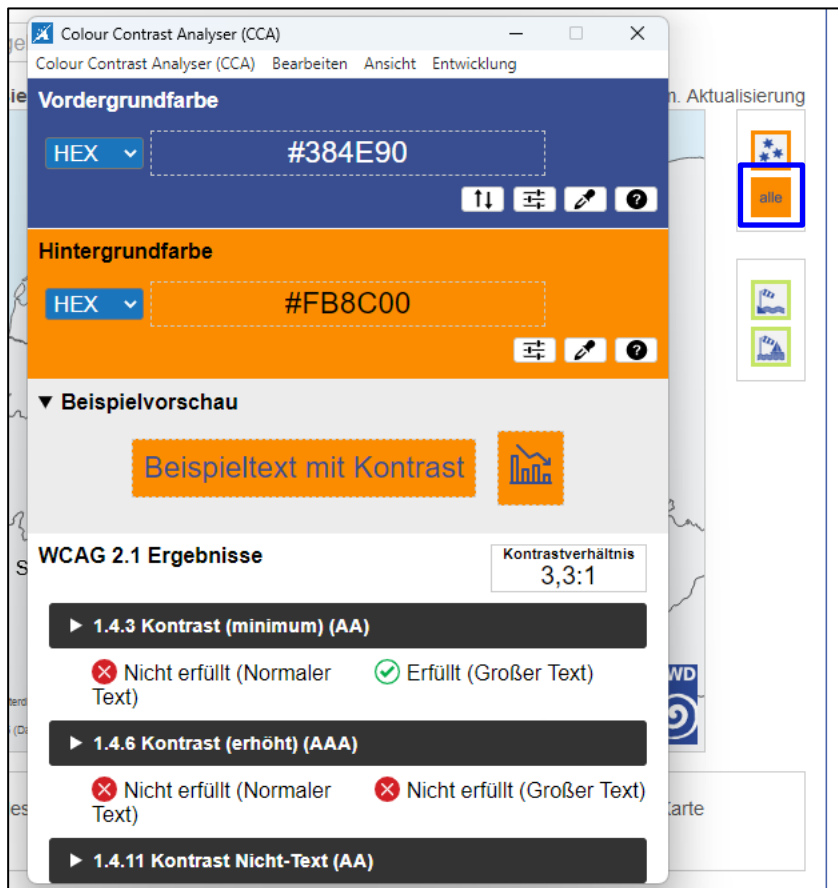 Colour Contrast Analyser (CCA)
Colour Contrast Analyser (CCA) Bearbeiten Ansicht Entwicklung
Vordergrundfarbe
m. Aktualisierung
HEX #384E90
alle
Hintergrundfarbe
HEX #FB8C00
Beispielvorschau
Beispieltext mit Kontrast
WCAG 2.1 Ergebnisse
Kontrastverhältnis
3,3:1
S
1.4.3 Kontrast (minimum) (AA)
Nicht erfüllt (Normaler Text)
Erfüllt (Großer Text)
WD
1.4.6 Kontrast (erhöht) (AAA)
Nicht erfüllt (Normaler Text)
Nicht erfüllt (Großer Text)
Karte
1.4.11 Kontrast Nicht-Text (AA)